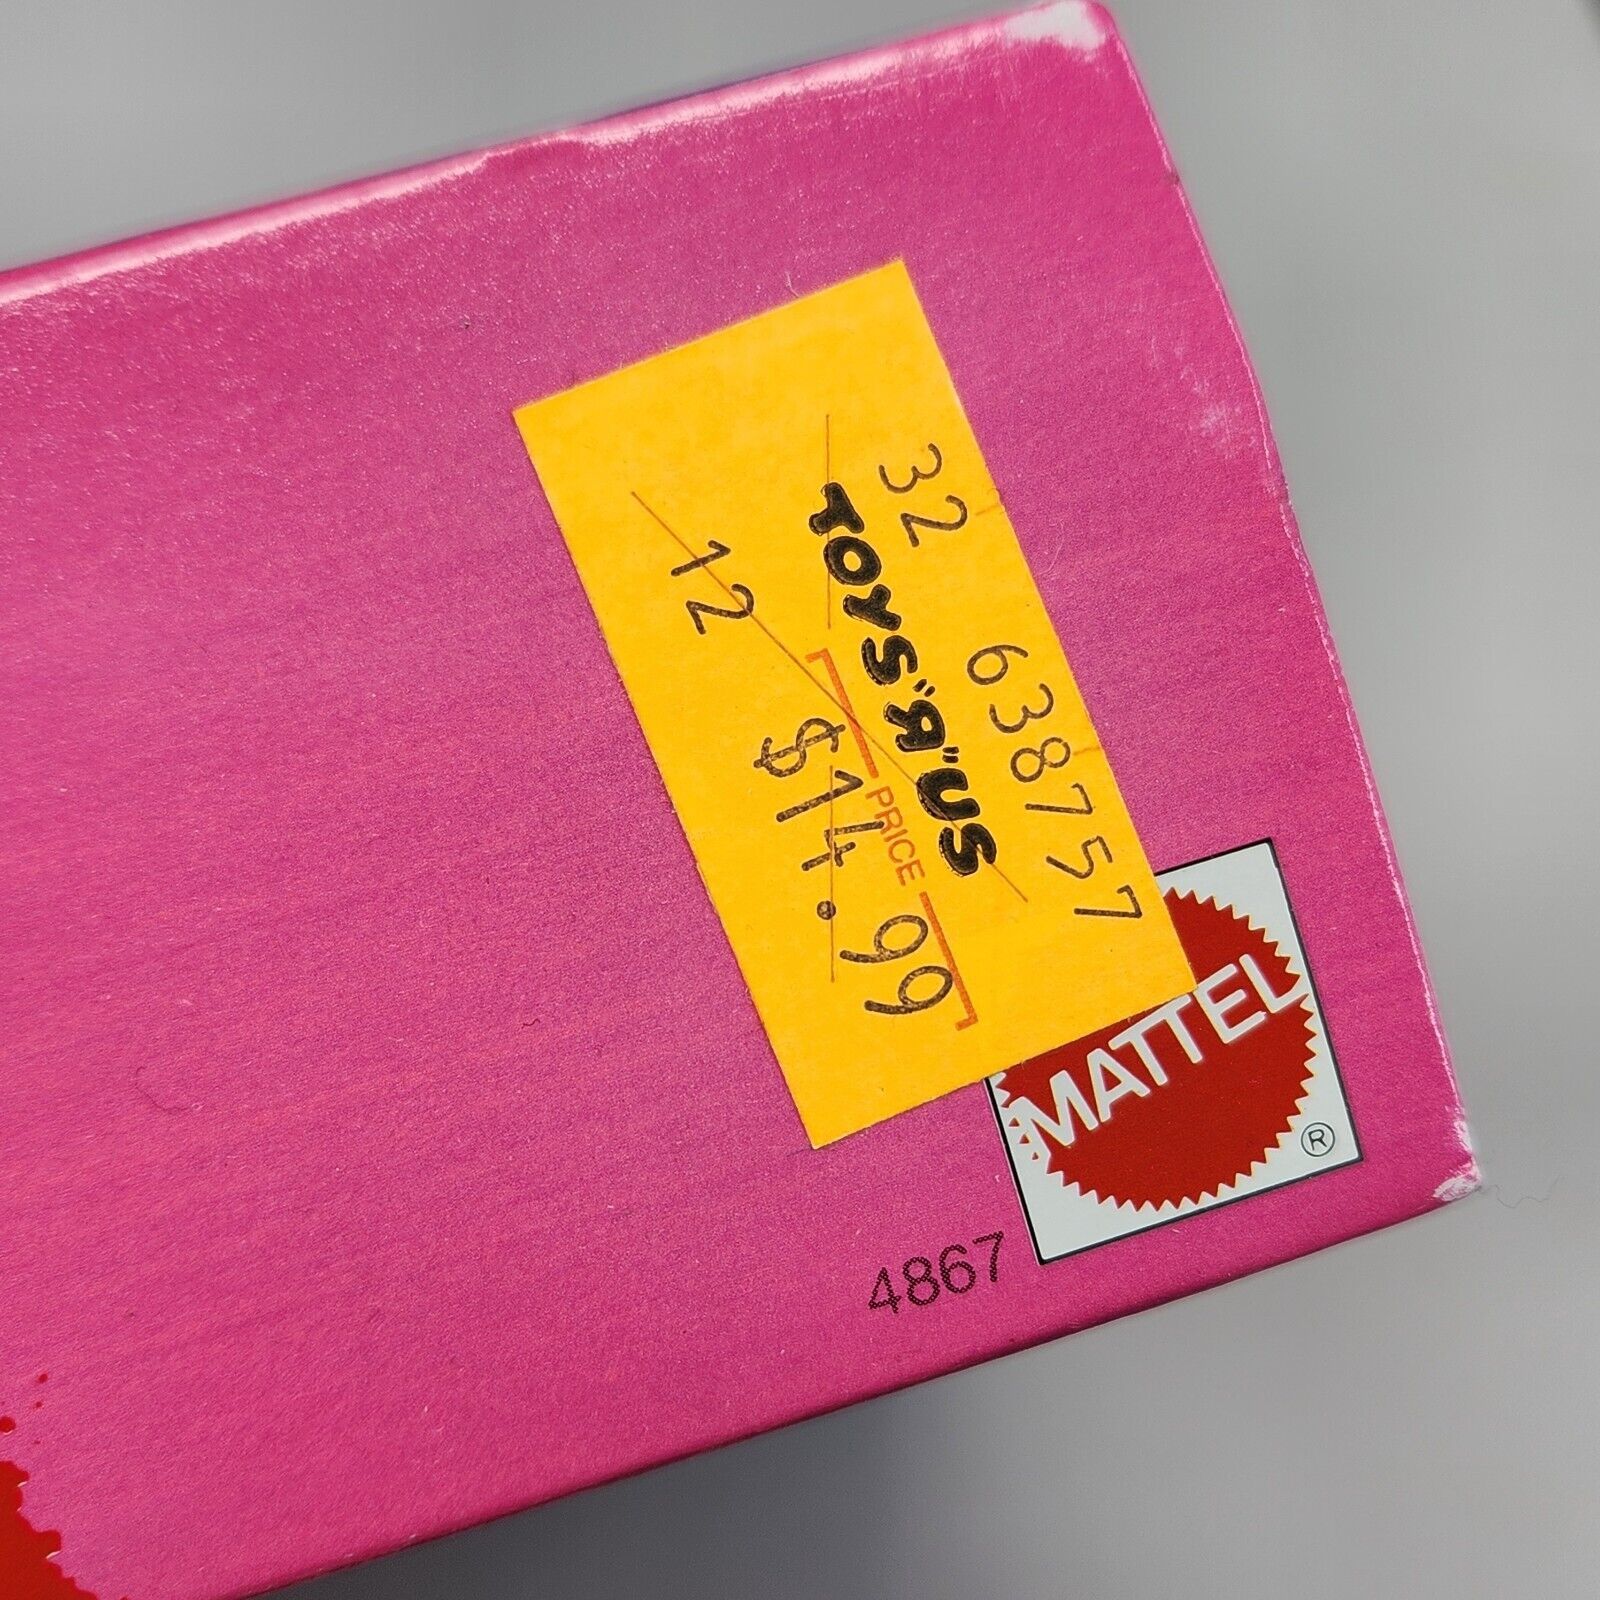 32 638757
TOYS"Я"US
PRICE
12 $14.99
MATTEL
®
4867